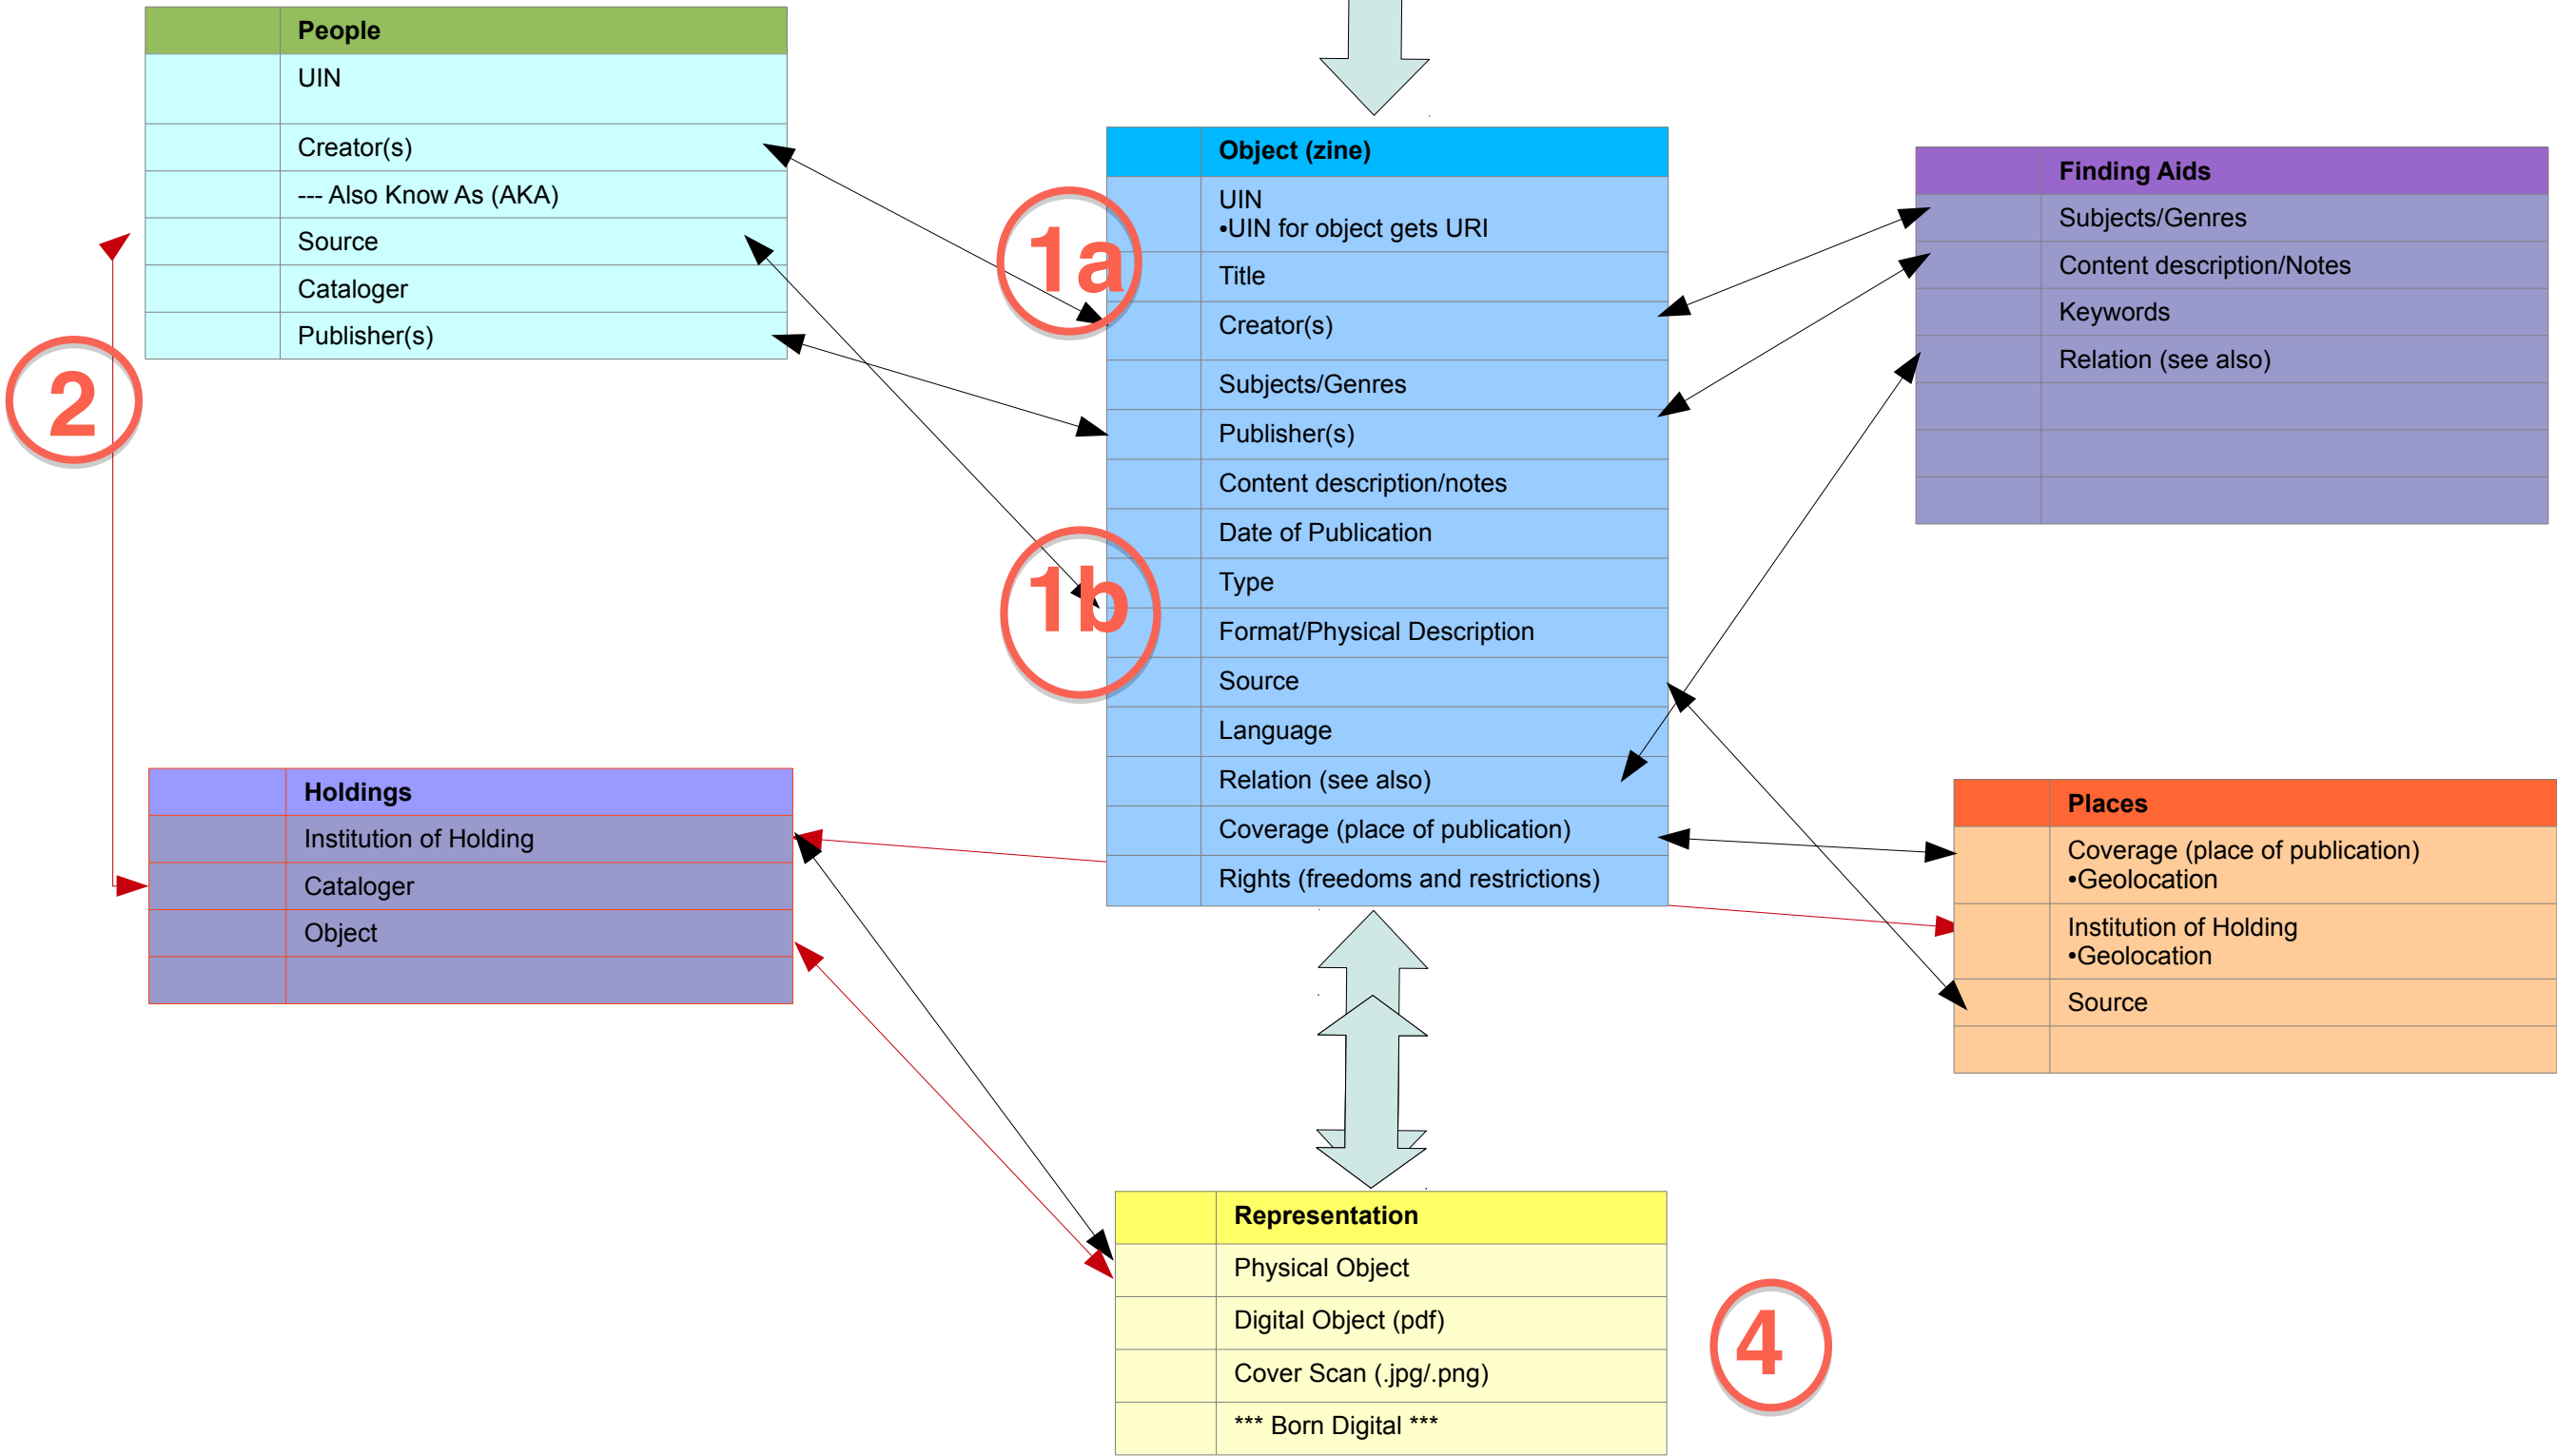 People
UIN
Creator(s)
--- Also Know As (AKA)
Source
Cataloger
Publisher(s)
2
1a
1b
Object (zine)
UIN
•UIN for object gets URI
Title
Creator(s)
Subjects/Genres
Publisher(s)
Content description/notes
Date of Publication
Type
Format/Physical Description
Source
Language
Relation (see also)
Coverage (place of publication)
Rights (freedoms and restrictions)
Finding Aids
Subjects/Genres
Content description/Notes
Keywords
Relation (see also)
Holdings
Institution of Holding
Cataloger
Object
Places
Coverage (place of publication)
•Geolocation
Institution of Holding
•Geolocation
Source
Representation
Physical Object
Digital Object (pdf)
Cover Scan (.jpg/.png)
*** Born Digital ***
4